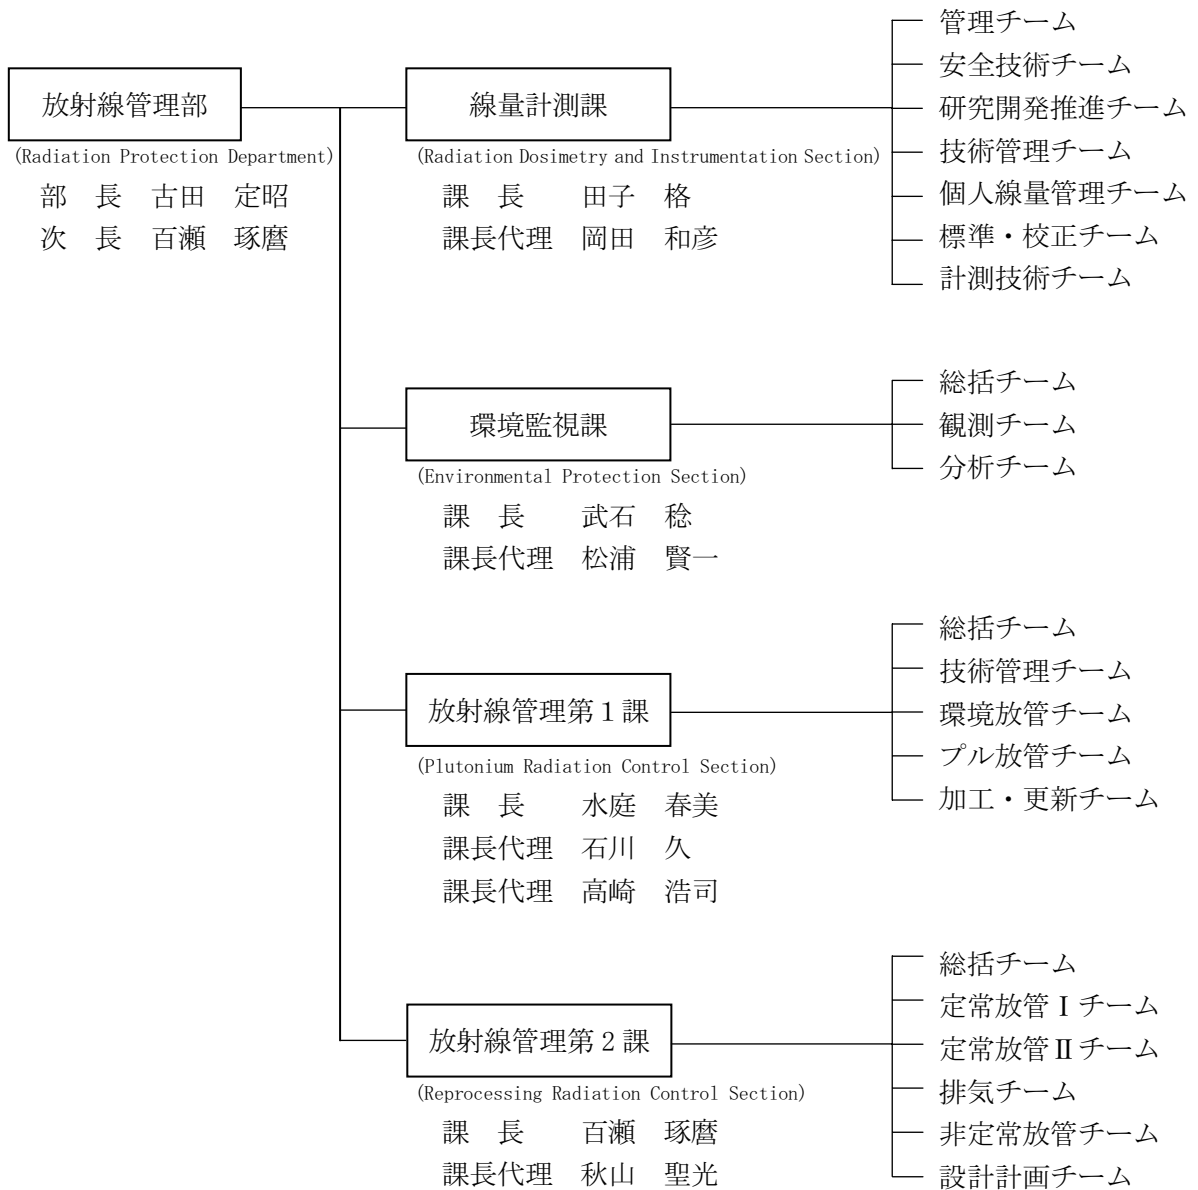 放射線管理部
(Radiation Protection Department)
部　長　古田　定昭
次　長　百瀬　琢麿
線量計測課
(Radiation Dosimetry and Instrumentation Section)
課　長　　田子　格
課長代理　岡田　和彦
管理チーム
安全技術チーム
研究開発推進チーム
技術管理チーム
個人線量管理チーム
標準・校正チーム
計測技術チーム
環境監視課
(Environmental Protection Section)
課　長　　武石　稔
課長代理　松浦　賢一
総括チーム
観測チーム
分析チーム
放射線管理第１課
(Plutonium Radiation Control Section)
課　長　　水庭　春美
課長代理　石川　久
課長代理　高崎　浩司
総括チーム
技術管理チーム
環境放管チーム
プル放管チーム
加工・更新チーム
放射線管理第２課
(Reprocessing Radiation Control Section)
課　長　　百瀬　琢麿
課長代理　秋山　聖光
総括チーム
定常放管Ⅰチーム
定常放管Ⅱチーム
排気チーム
非定常放管チーム
設計計画チーム